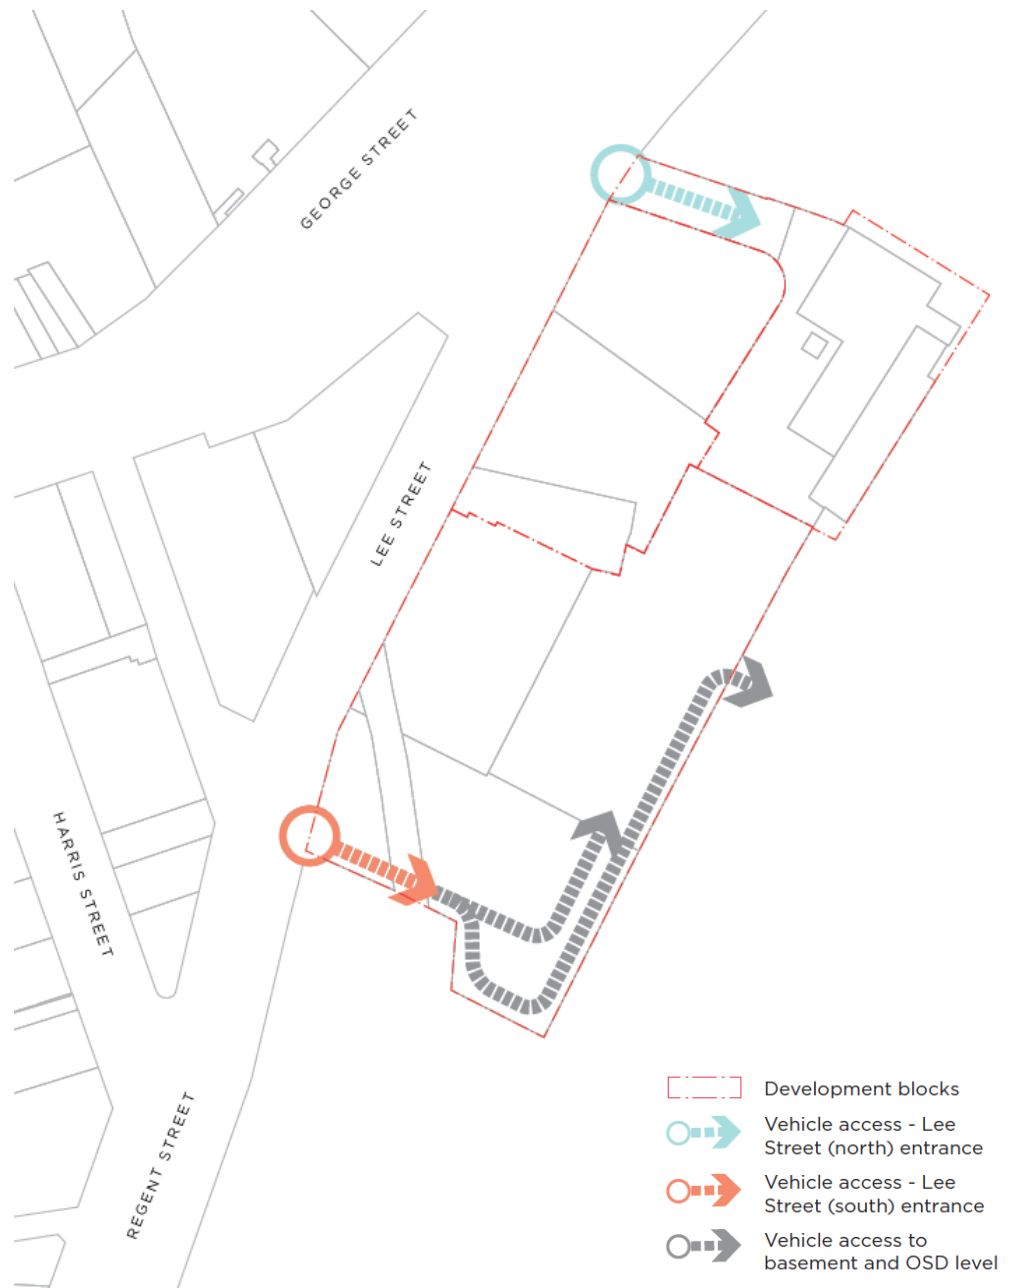 GEORGE STREET
LEE STREET
HARRIS STREET
REGENT STREET
Development blocks
Vehicle access - Lee
Street (north) entrance
Vehicle access - Lee
Street (south) entrance
Vehicle access to
basement and OSD level